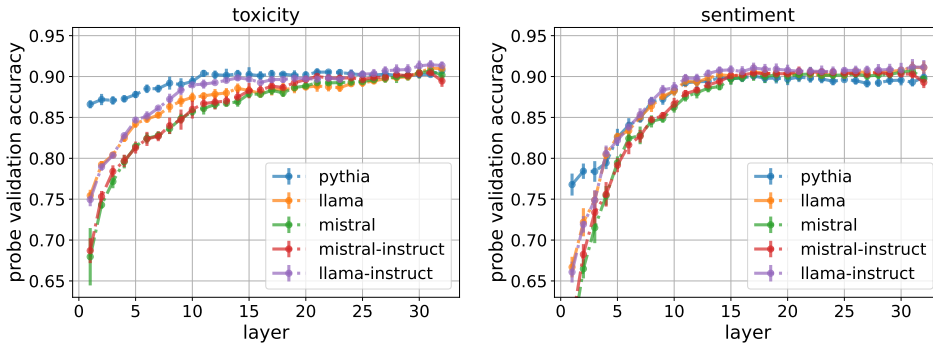 toxicity
0.95
0.90
0.85
0.80
0.75
0.70
0.65
probe validation accuracy
pythia
llama
mistral
mistral-instruct
llama-instruct
0 5 10 15 20 25 30
layer
sentiment
0.95
0.90
0.85
0.80
0.75
0.70
0.65
probe validation accuracy
pythia
llama
mistral
mistral-instruct
llama-instruct
0 5 10 15 20 25 30
layer